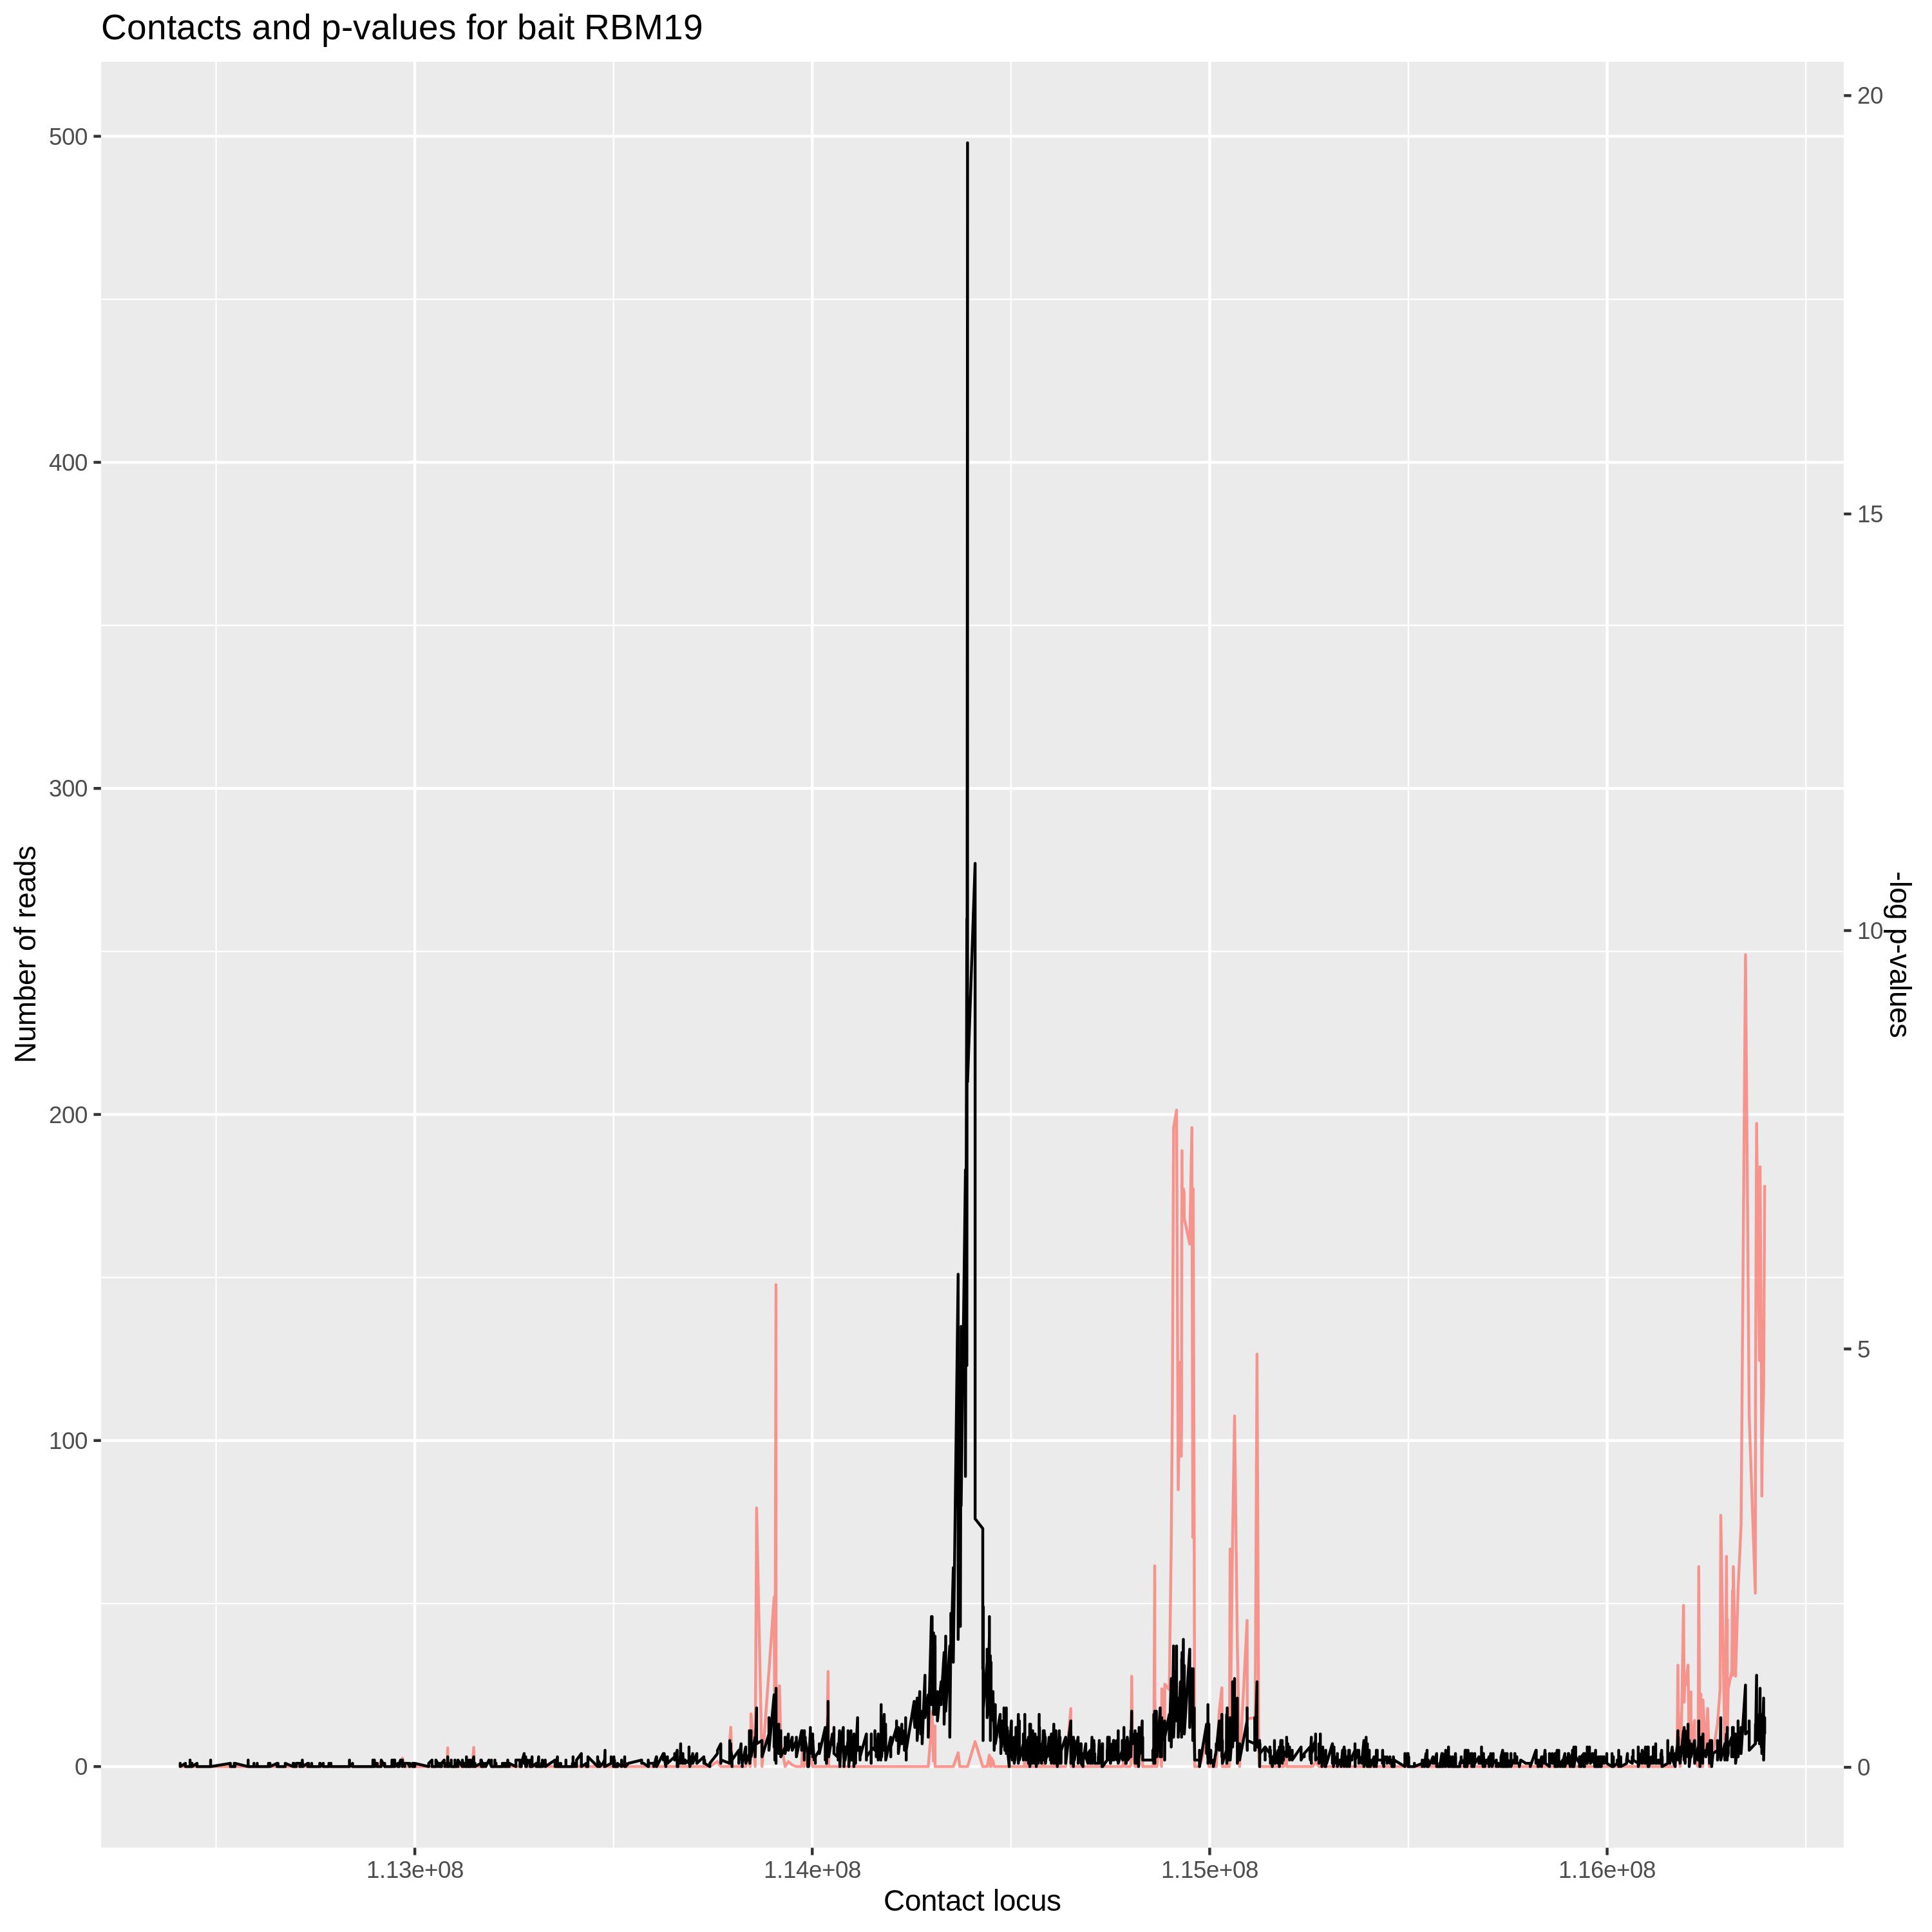 Contacts and p-values for bait RBM19
500
400
300
200
100
0
Number of reads
20
15
10
5
0
-log p-values
1.13e+08
1.14e+08
1.15e+08
1.16e+08
Contact locus